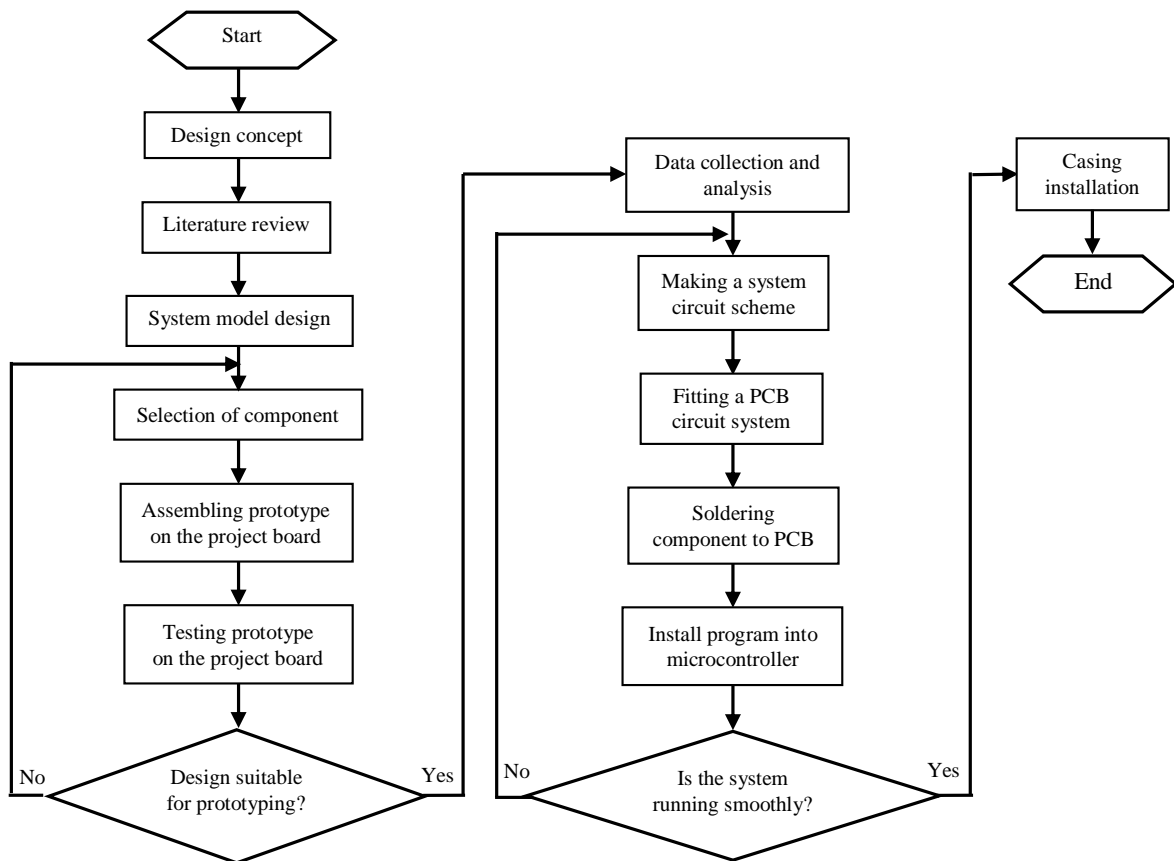 Start
Design concept
Literature review
System model design
Selection of component
Assembling prototype
on the project board
Testing prototype
on the project board
Design suitable
for prototyping?
No
Yes
Data collection and
analysis
Making a system
circuit scheme
Fitting a PCB
circuit system
Soldering
component to PCB
Install program into
microcontroller
Is the system
running smoothly?
No
Yes
Casing
installation
End